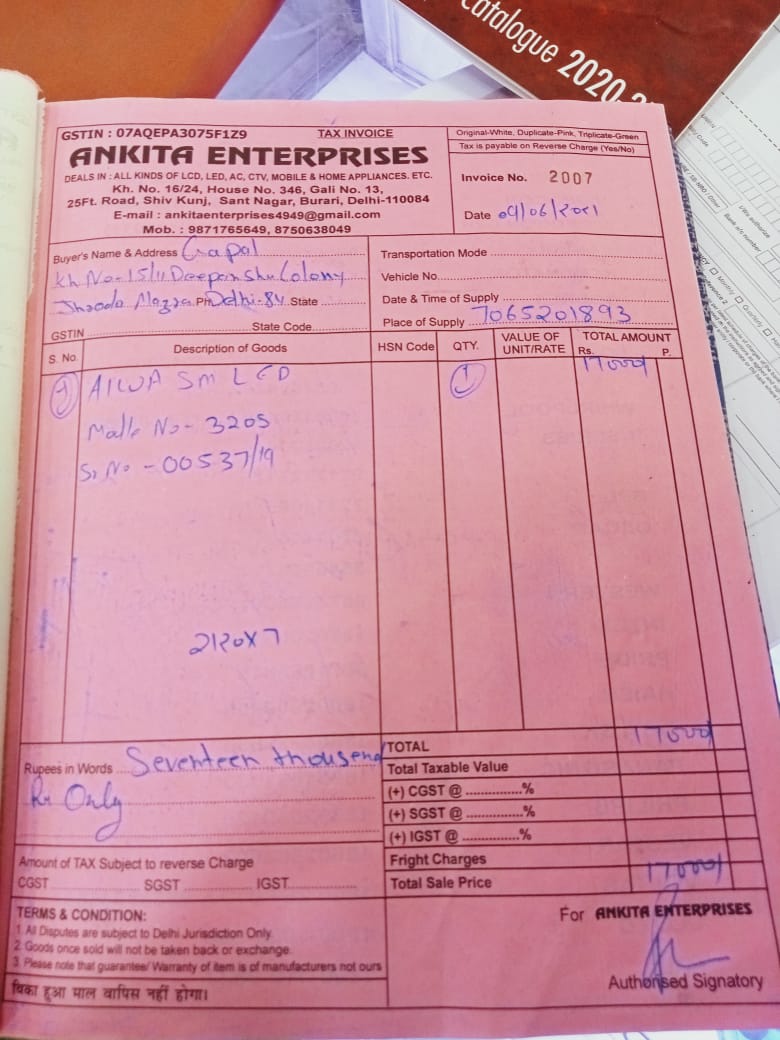 Catalogue 2020-2
GSTIN : 07AQEPA3075F1Z9
TAX INVOICE
Original-White, Duplicate-Pink, Triplicate-Green
Tax is payable on Reverse Charge (Yes/No)
ANKITA ENTERPRISES
DEALS IN : ALL KINDS OF LCD, LED, AC, CTV, MOBILE & HOME APPLIANCES. ETC.
Kh. No. 16/24, House No. 346, Gali No. 13,
25Ft. Road, Shiv Kunj, Sant Nagar, Burari, Delhi-110084
E-mail : ankitaenterprises4949@gmail.com
Mob. : 9871765649, 8750638049
Invoice No. 2007
Date 09/06/2021
Buyer's Name & Address Gapal
Kh No-15/11 Deepanshu Colony
Mazra Ph Delhi-84 State
GSTIN State Code
Transportation Mode
Vehicle No.
Date & Time of Supply
Place of Supply 7065201893
S. No. Description of Goods HSN Code QTY. VALUE OF UNIT/RATE TOTAL AMOUNT Rs. P.
1 AIWA SM LED 1 17000/
No- 3205
Sr No - 00537/19
2120X7
Rupees in Words Seventeen thousend
Rs Only
TOTAL 17000/
Total Taxable Value
(+) CGST @ ..............%
(+) SGST @ ..............%
(+) IGST @ ..............%
Fright Charges
Total Sale Price 17000/
Amount of TAX Subject to reverse Charge
CGST SGST IGST
TERMS & CONDITION:
1. All Disputes are subject to Delhi Jurisdiction Only.
2. Goods once sold will not be taken back or exchange.
3. Please note that guarantee/ Warranty of item is of manufacturers not ours
बिका हुआ माल वापिस नहीं होगा।
For ANKITA ENTERPRISES
Authorised Signatory